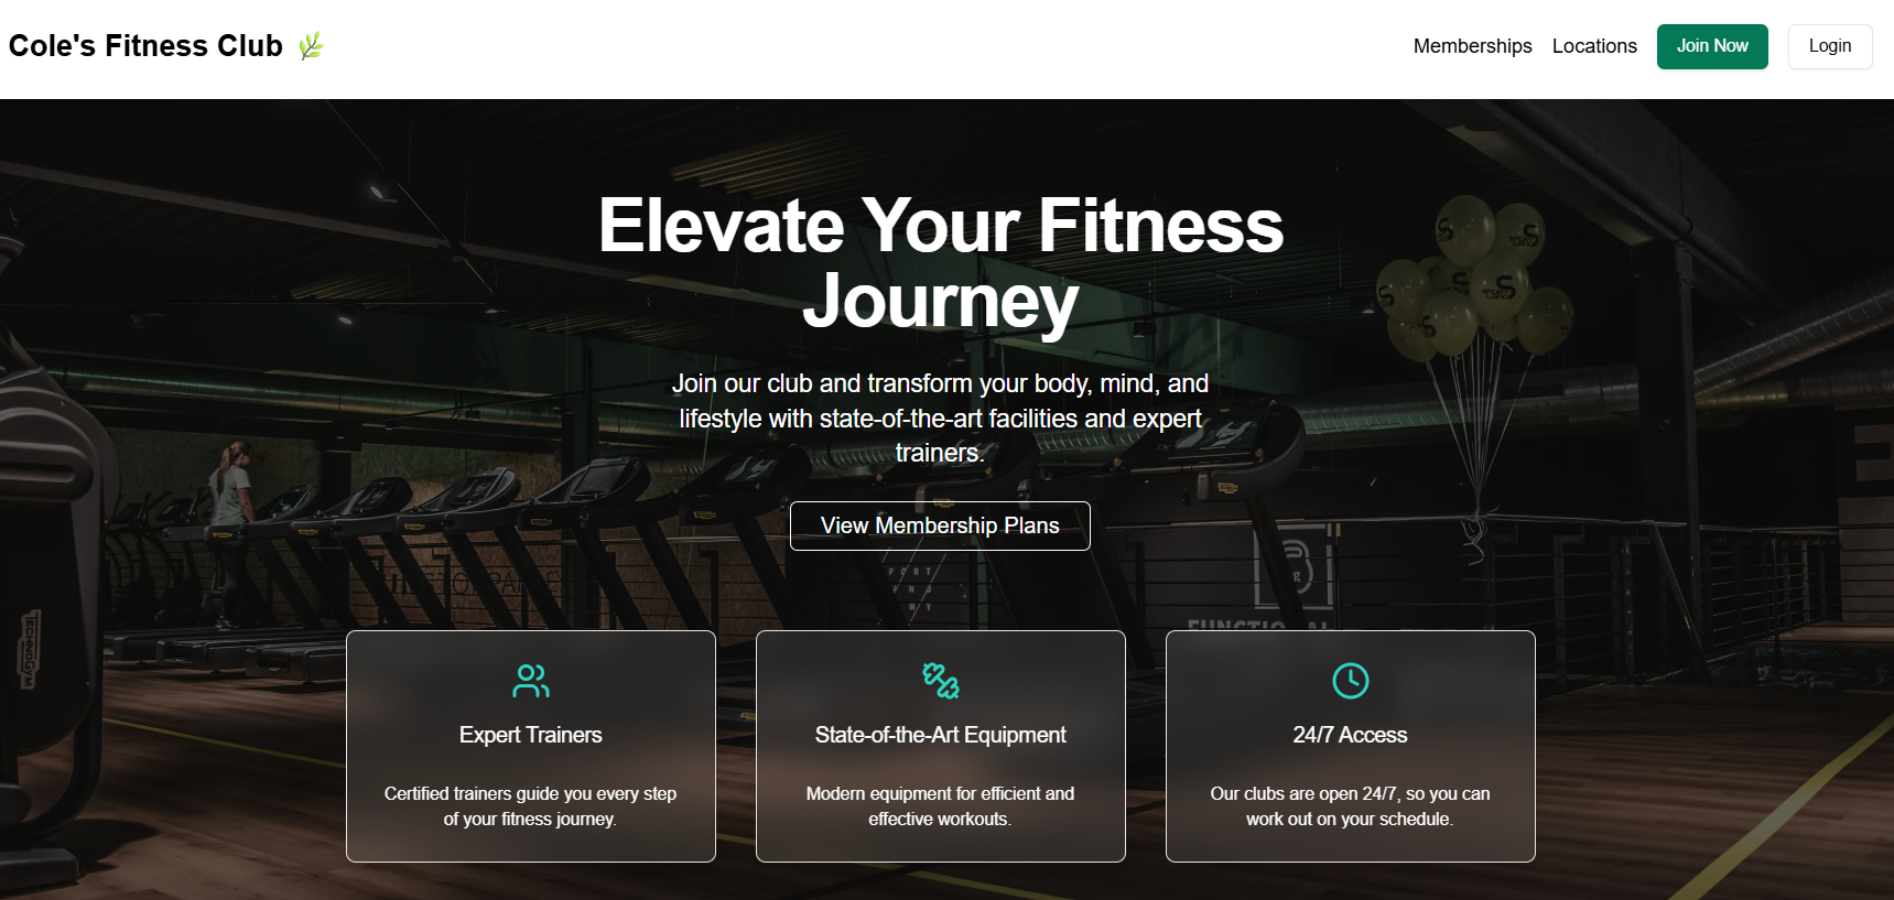 Cole's Fitness Club
Memberships
Locations
Join Now
Login
Elevate Your Fitness
Journey
Join our club and transform your body, mind, and
lifestyle with state-of-the-art facilities and expert
trainers.
View Membership Plans
TECHNOGYM
Expert Trainers
Certified trainers guide you every step
of your fitness journey.
State-of-the-Art Equipment
Modern equipment for efficient and
effective workouts.
24/7 Access
Our clubs are open 24/7, so you can
work out on your schedule.